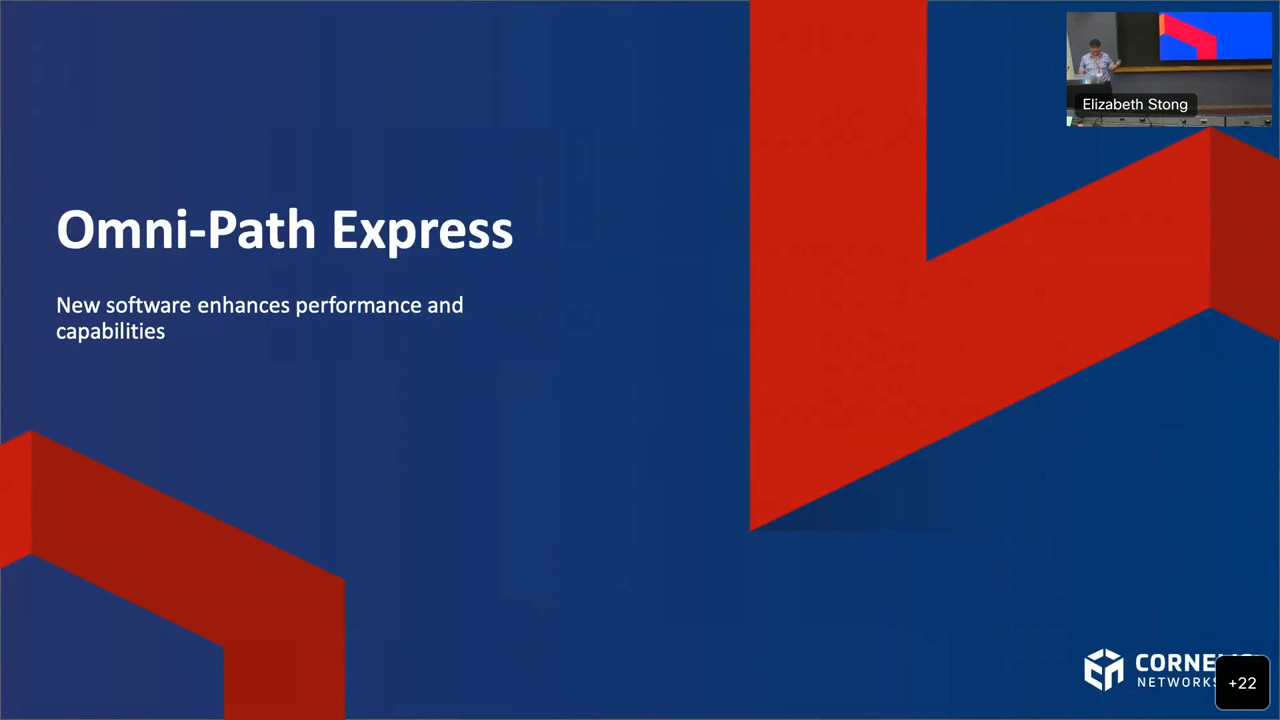 Elizabeth Stong
Omni-Path Express
New software enhances performance and
capabilities
NETWORKS
+22